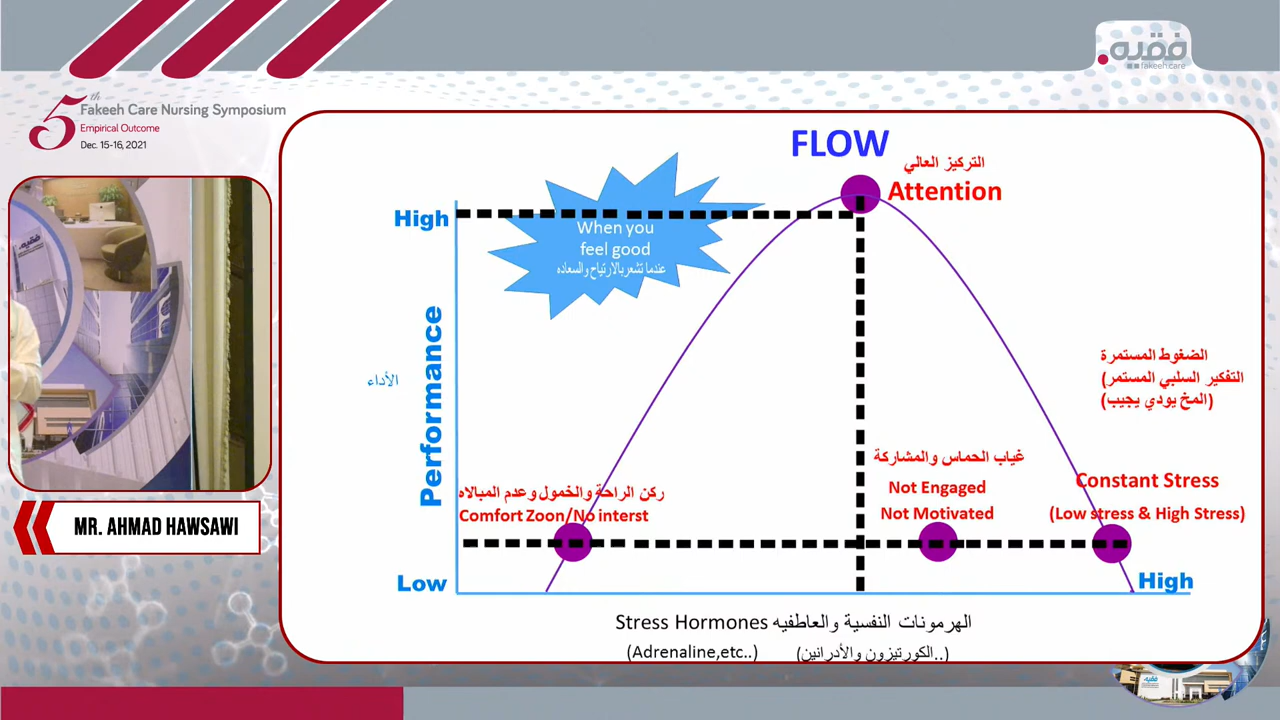 فقيه
fakeeh care
5th
Fakeeh Care Nursing Symposium
Empirical Outcome
Dec. 15-16, 2021
FLOW
التركيز العالي
Attention
High
When you
feel good
عندما تشعربالارتياح والسعاده
Performance
الأداء
الضغوط المستمرة
التفكير السلبي المستمر)
(المخ يودي يجيب)
غياب الحماس والمشاركة
Not Engaged
Not Motivated
Constant Stress
(Low stress & High Stress)
ركن الراحة والخمول وعدم المبالاه
Comfort Zoon/No interst
MR. AHMAD HAWSAWI
Low
High
Stress Hormones الهرمونات النفسية والعاطفيه
(Adrenaline,etc..) (الكورتيزون والأدرانين..)
فقيه